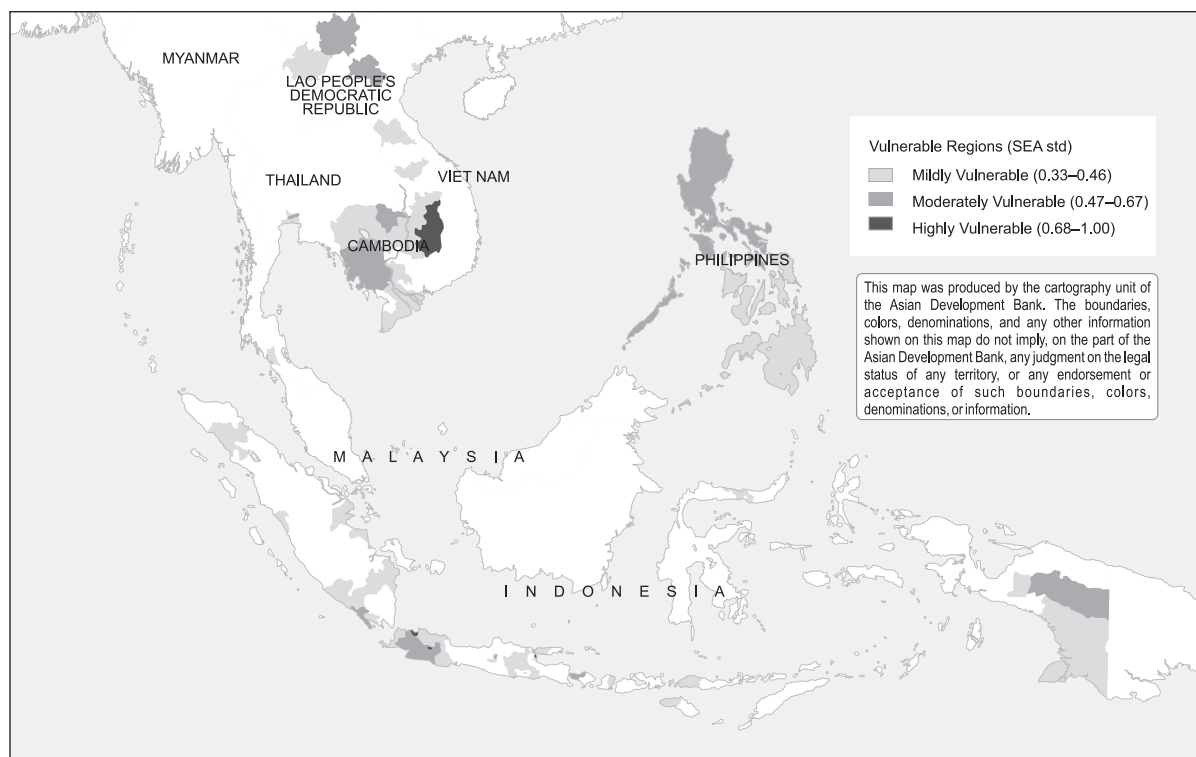 MYANMAR
LAO PEOPLE'S
DEMOCRATIC
REPUBLIC
THAILAND
VIET NAM
CAMBODIA
PHILIPPINES
M A L A Y S I A
I N D O N E S I A
Vulnerable Regions (SEA std)
Mildly Vulnerable (0.33–0.46)
Moderately Vulnerable (0.47–0.67)
Highly Vulnerable (0.68–1.00)
This map was produced by the cartography unit of
the Asian Development Bank. The boundaries,
colors, denominations, and any other information
shown on this map do not imply, on the part of the
Asian Development Bank, any judgment on the legal
status of any territory, or any endorsement or
acceptance of such boundaries, colors,
denominations, or information.